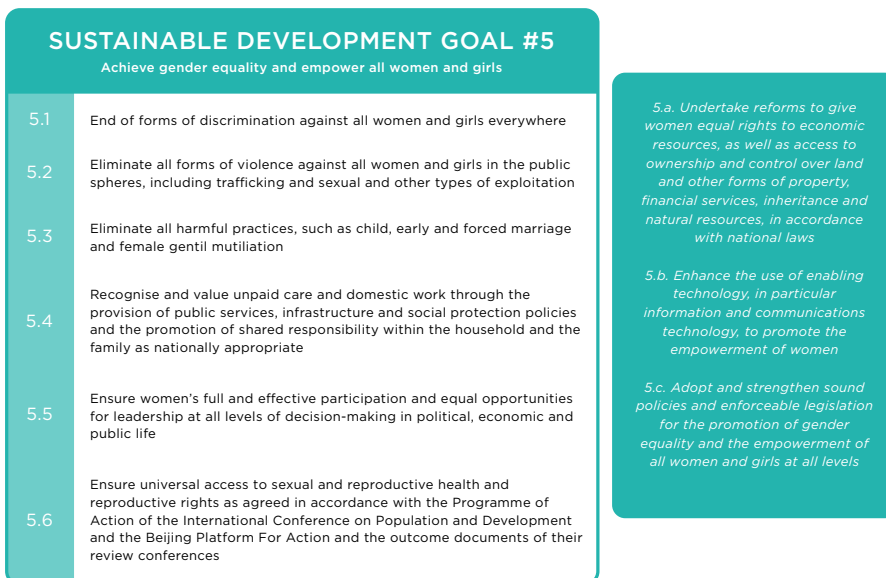 SUSTAINABLE DEVELOPMENT GOAL #5
Achieve gender equality and empower all women and girls
5.1
End of forms of discrimination against all women and girls everywhere
5.2
Eliminate all forms of violence against all women and girls in the public
spheres, including trafficking and sexual and other types of exploitation
5.3
Eliminate all harmful practices, such as child, early and forced marriage
and female gentil mutiliation
5.4
Recognise and value unpaid care and domestic work through the
provision of public services, infrastructure and social protection policies
and the promotion of shared responsibility within the household and the
family as nationally appropriate
5.5
Ensure women’s full and effective participation and equal opportunities
for leadership at all levels of decision-making in political, economic and
public life
5.6
Ensure universal access to sexual and reproductive health and
reproductive rights as agreed in accordance with the Programme of
Action of the International Conference on Population and Development
and the Beijing Platform For Action and the outcome documents of their
review conferences
5.a. Undertake reforms to give
women equal rights to economic
resources, as well as access to
ownership and control over land
and other forms of property,
financial services, inheritance and
natural resources, in accordance
with national laws
5.b. Enhance the use of enabling
technology, in particular
information and communications
technology, to promote the
empowerment of women
5.c. Adopt and strengthen sound
policies and enforceable legislation
for the promotion of gender
equality and the empowerment of
all women and girls at all levels